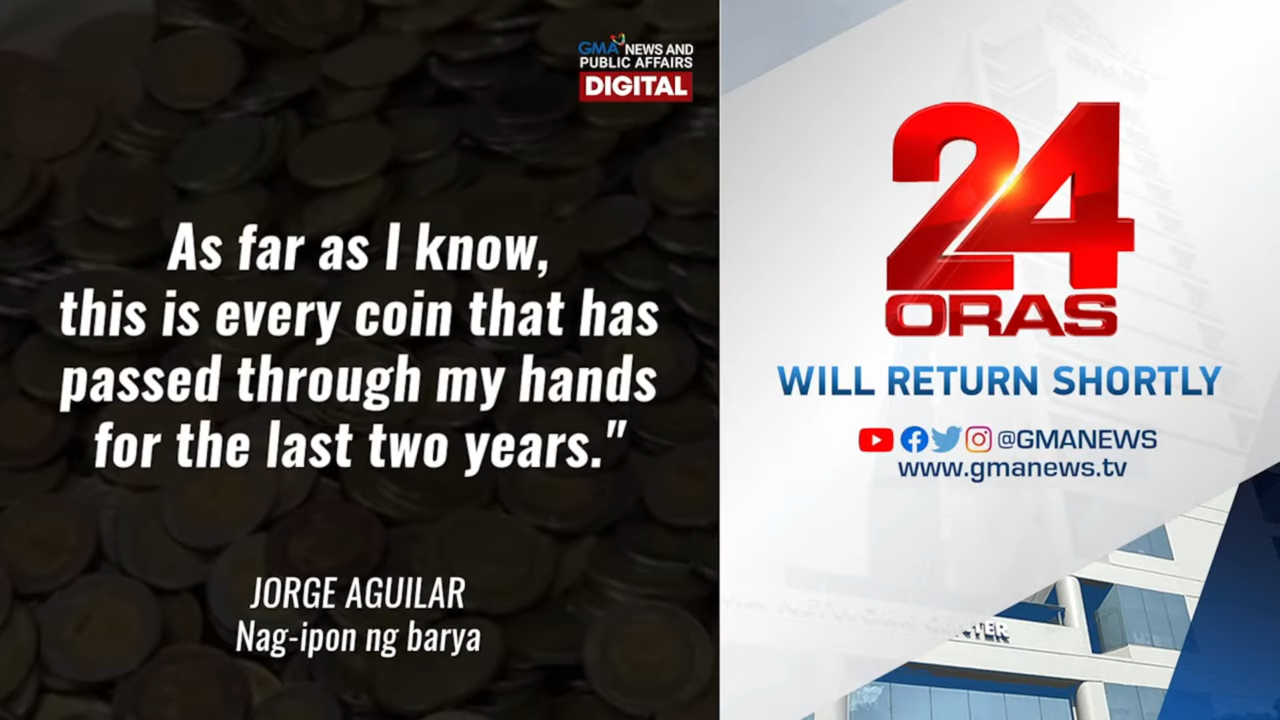 GMA NEWS AND
PUBLIC AFFAIRS
DIGITAL
As far as I know,
this is every coin that has
passed through my hands
for the last two years."
JORGE AGUILAR
Nag-ipon ng barya
24
ORAS
WILL RETURN SHORTLY
@GMANEWS
www.gmanews.tv